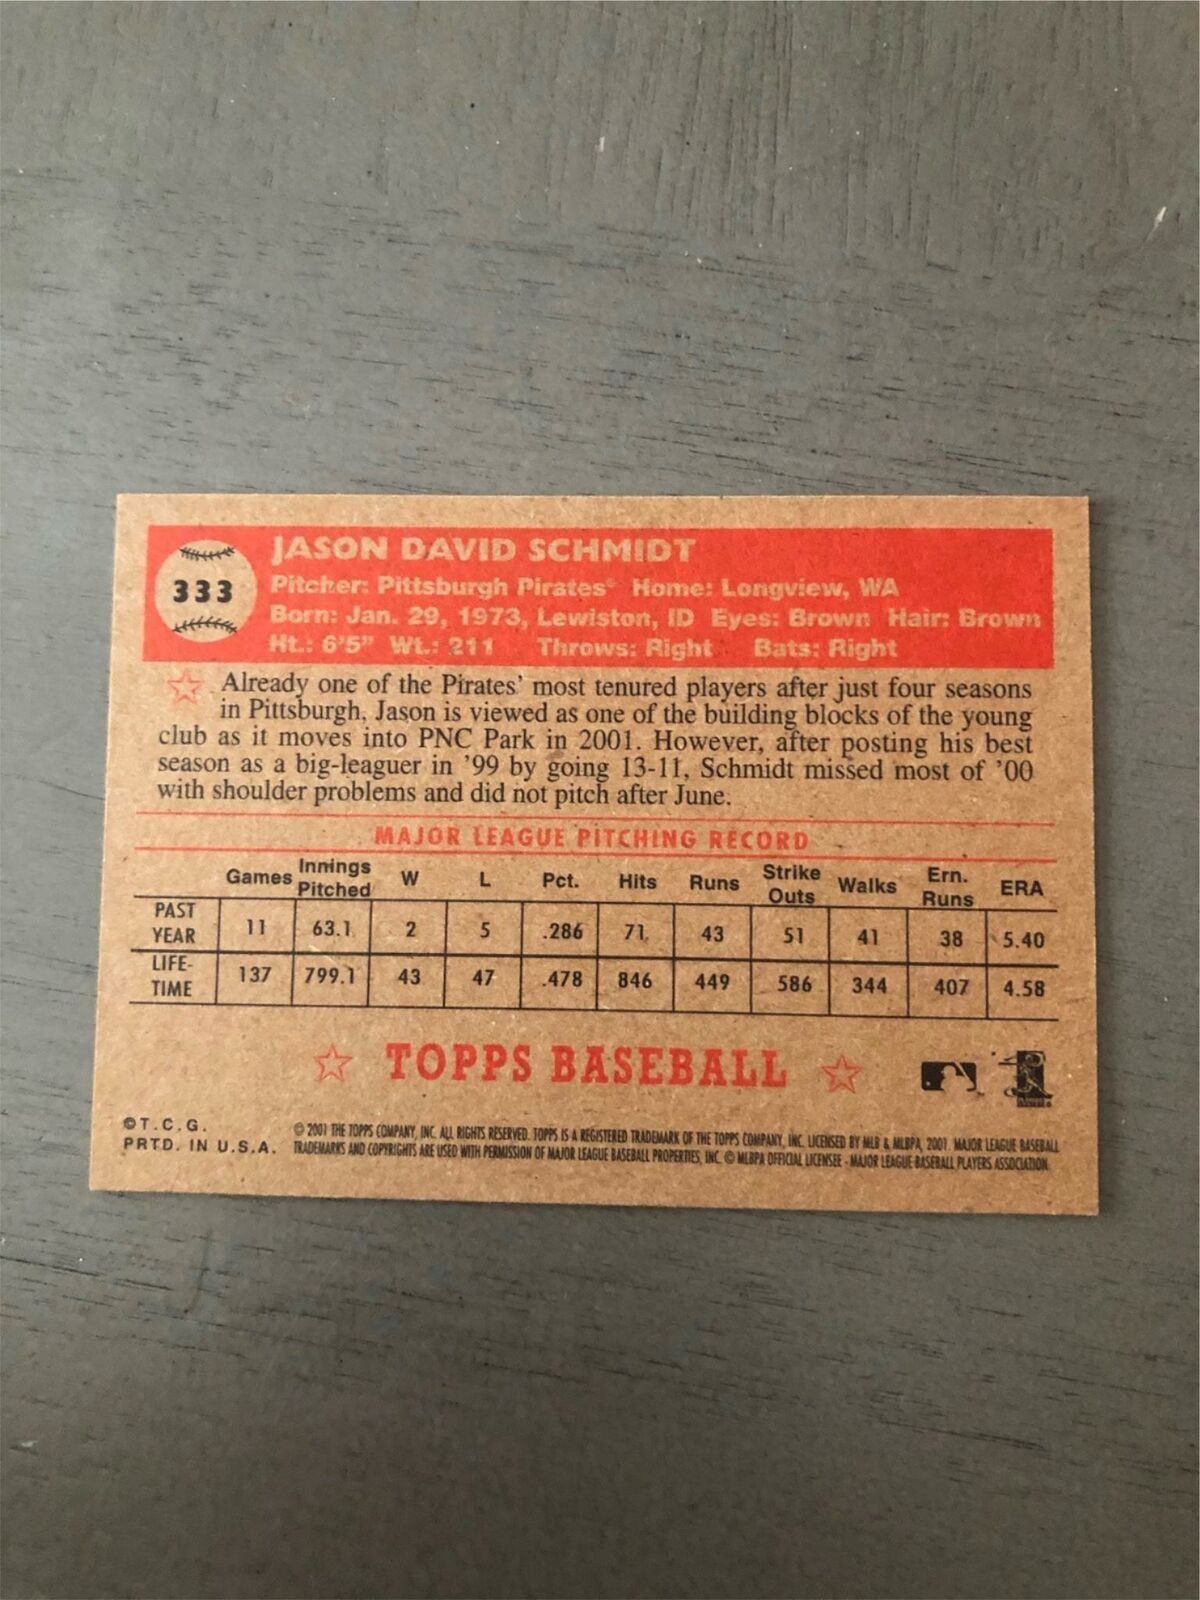 JASON DAVID SCHMIDT
333
Pitcher: Pittsburgh Pirates® Home: Longview, WA
Born: Jan. 29, 1973, Lewiston, ID Eyes: Brown Hair: Brown
Ht.: 6'5" Wt.: 211 Throws: Right Bats: Right
Already one of the Pirates' most tenured players after just four seasons
in Pittsburgh, Jason is viewed as one of the building blocks of the young
club as it moves into PNC Park in 2001. However, after posting his best
season as a big-leaguer in '99 by going 13-11, Schmidt missed most of '00
with shoulder problems and did not pitch after June.
MAJOR LEAGUE PITCHING RECORD
Games Innings Pitched W L Pct. Hits Runs Strike Outs Walks Ern. Runs ERA
PAST YEAR 11 63.1 2 5 .286 71 43 51 41 38 5.40
LIFE-TIME 137 799.1 43 47 .478 846 449 586 344 407 4.58
TOPPS BASEBALL
©T.C.G.
PRTD. IN U.S.A.
© 2001 THE TOPPS COMPANY, INC. ALL RIGHTS RESERVED. TOPPS IS A REGISTERED TRADEMARK OF THE TOPPS COMPANY, INC. LICENSED BY MLB & MLBPA, 2001. MAJOR LEAGUE BASEBALL
TRADEMARKS AND COPYRIGHTS ARE USED WITH PERMISSION OF MAJOR LEAGUE BASEBALL PROPERTIES, INC. © MLBPA OFFICIAL LICENSEE - MAJOR LEAGUE BASEBALL PLAYERS ASSOCIATION.